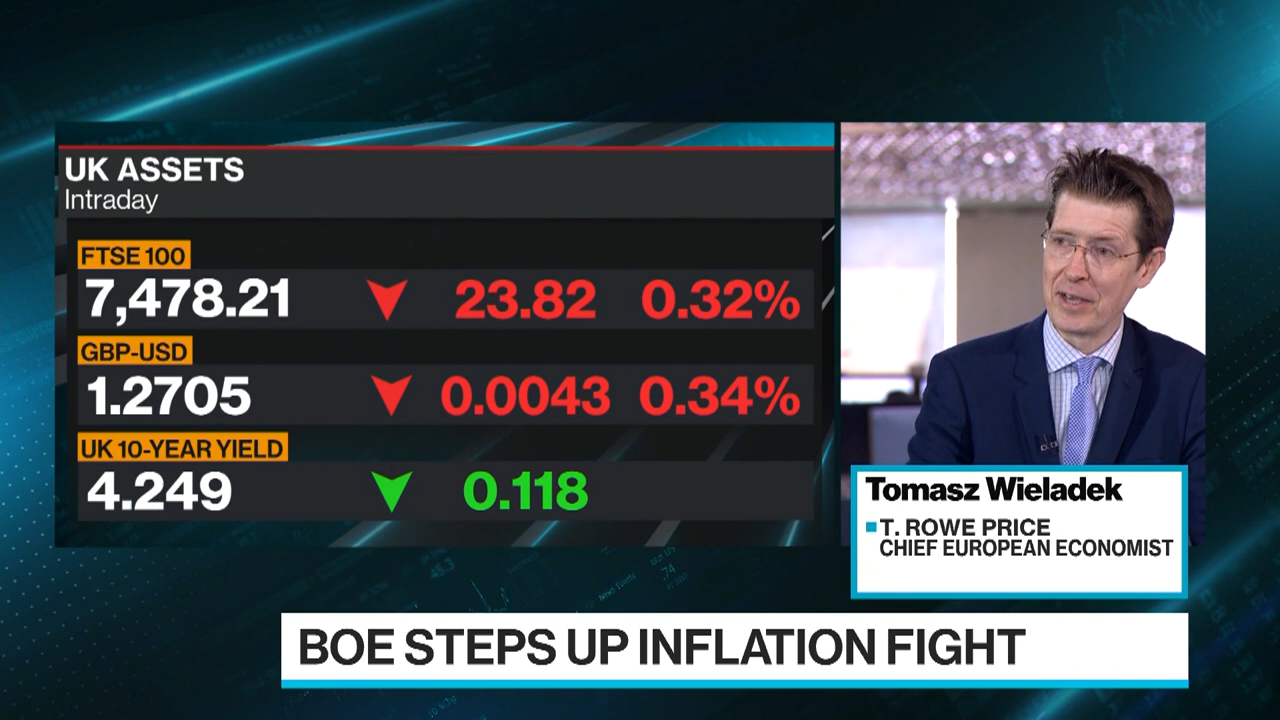 UK ASSETS
Intraday
FTSE 100
7,478.21 23.82 0.32%
GBP-USD
1.2705 0.0043 0.34%
UK 10-YEAR YIELD
4.249 0.118
Tomasz Wieladek
T. ROWE PRICE
CHIEF EUROPEAN ECONOMIST
BOE STEPS UP INFLATION FIGHT